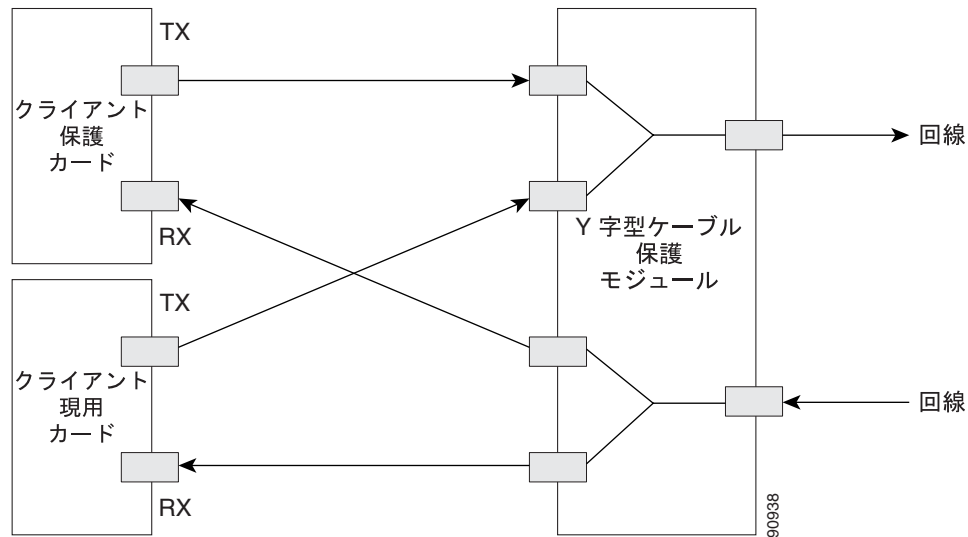 TX
クライアント
保護
カード
RX
TX
クライアント
現用
カード
RX
Y 字型ケーブル
保護
モジュール
回線
回線
90938